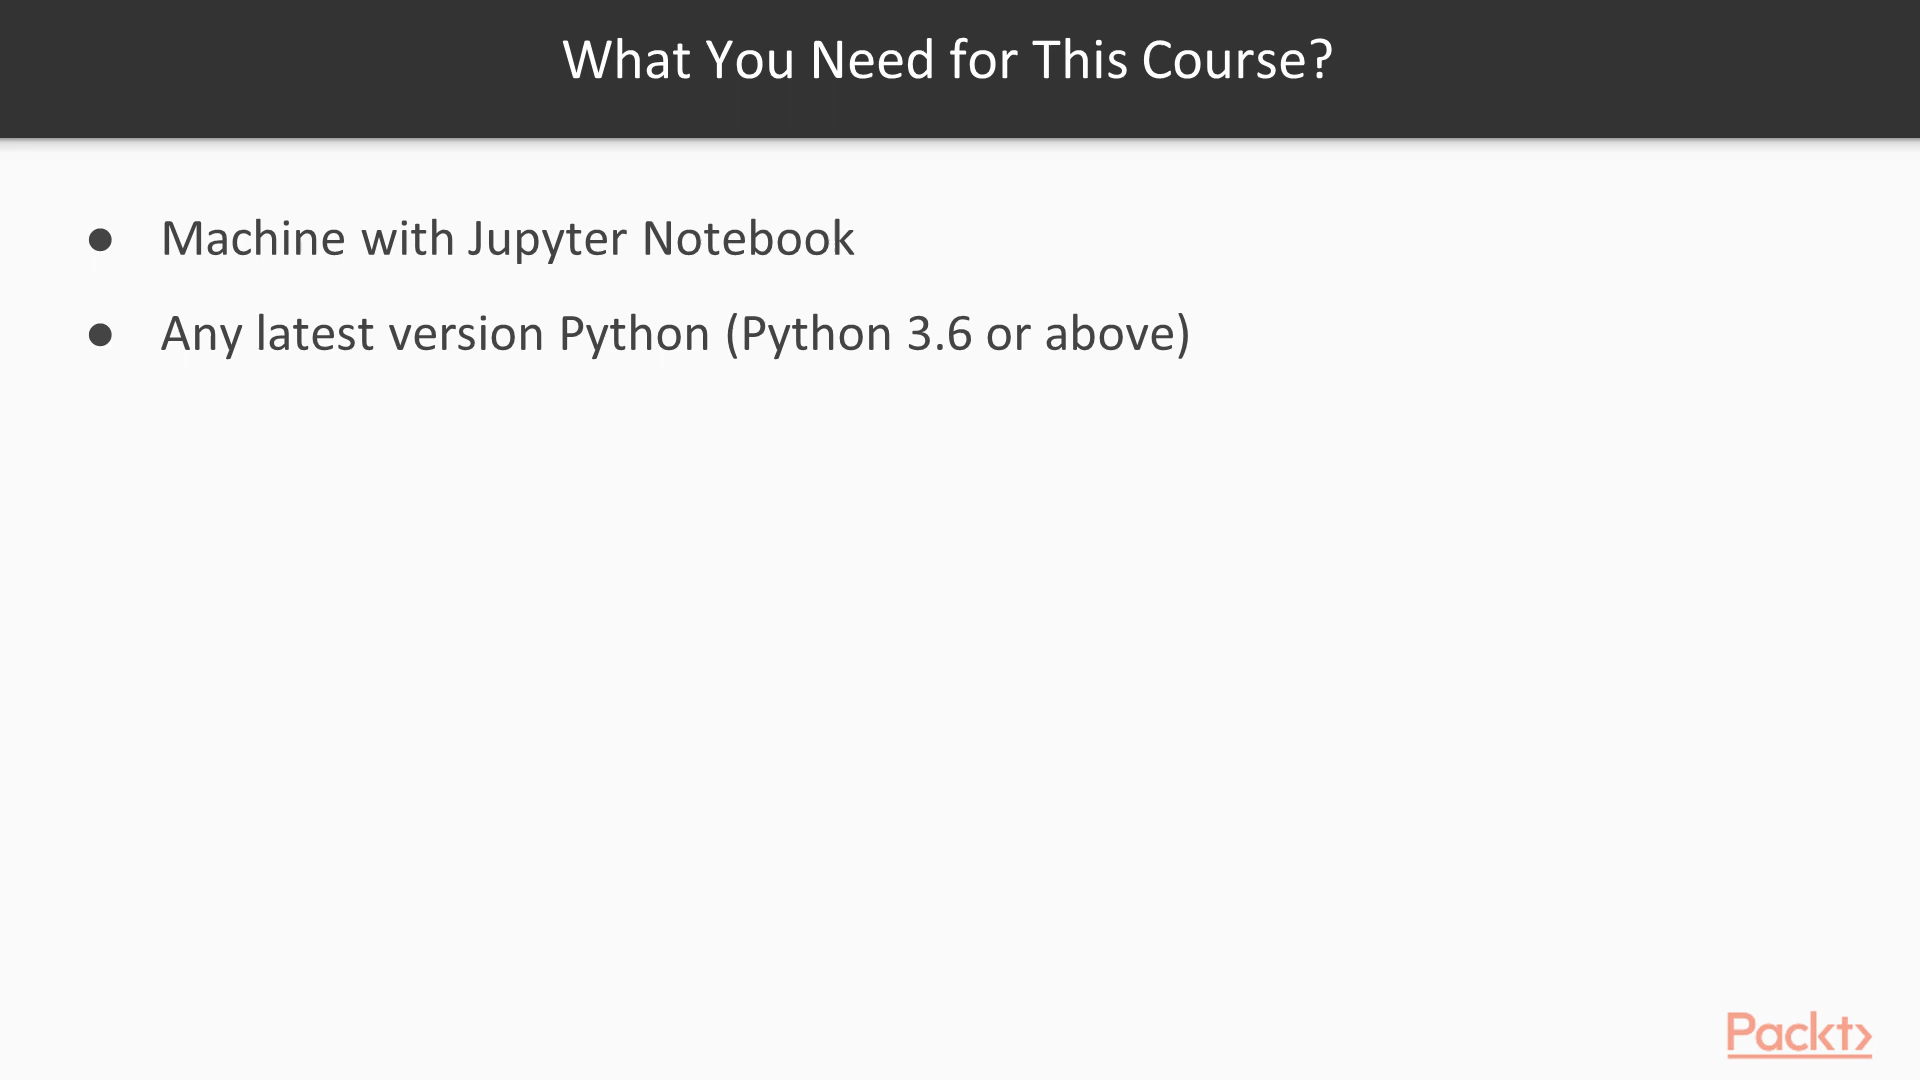 What You Need for This Course?
● Machine with Jupyter Notebook
● Any latest version Python (Python 3.6 or above)
Packt>